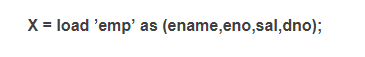 X = load ’emp’ as (ename,eno,sal,dno);